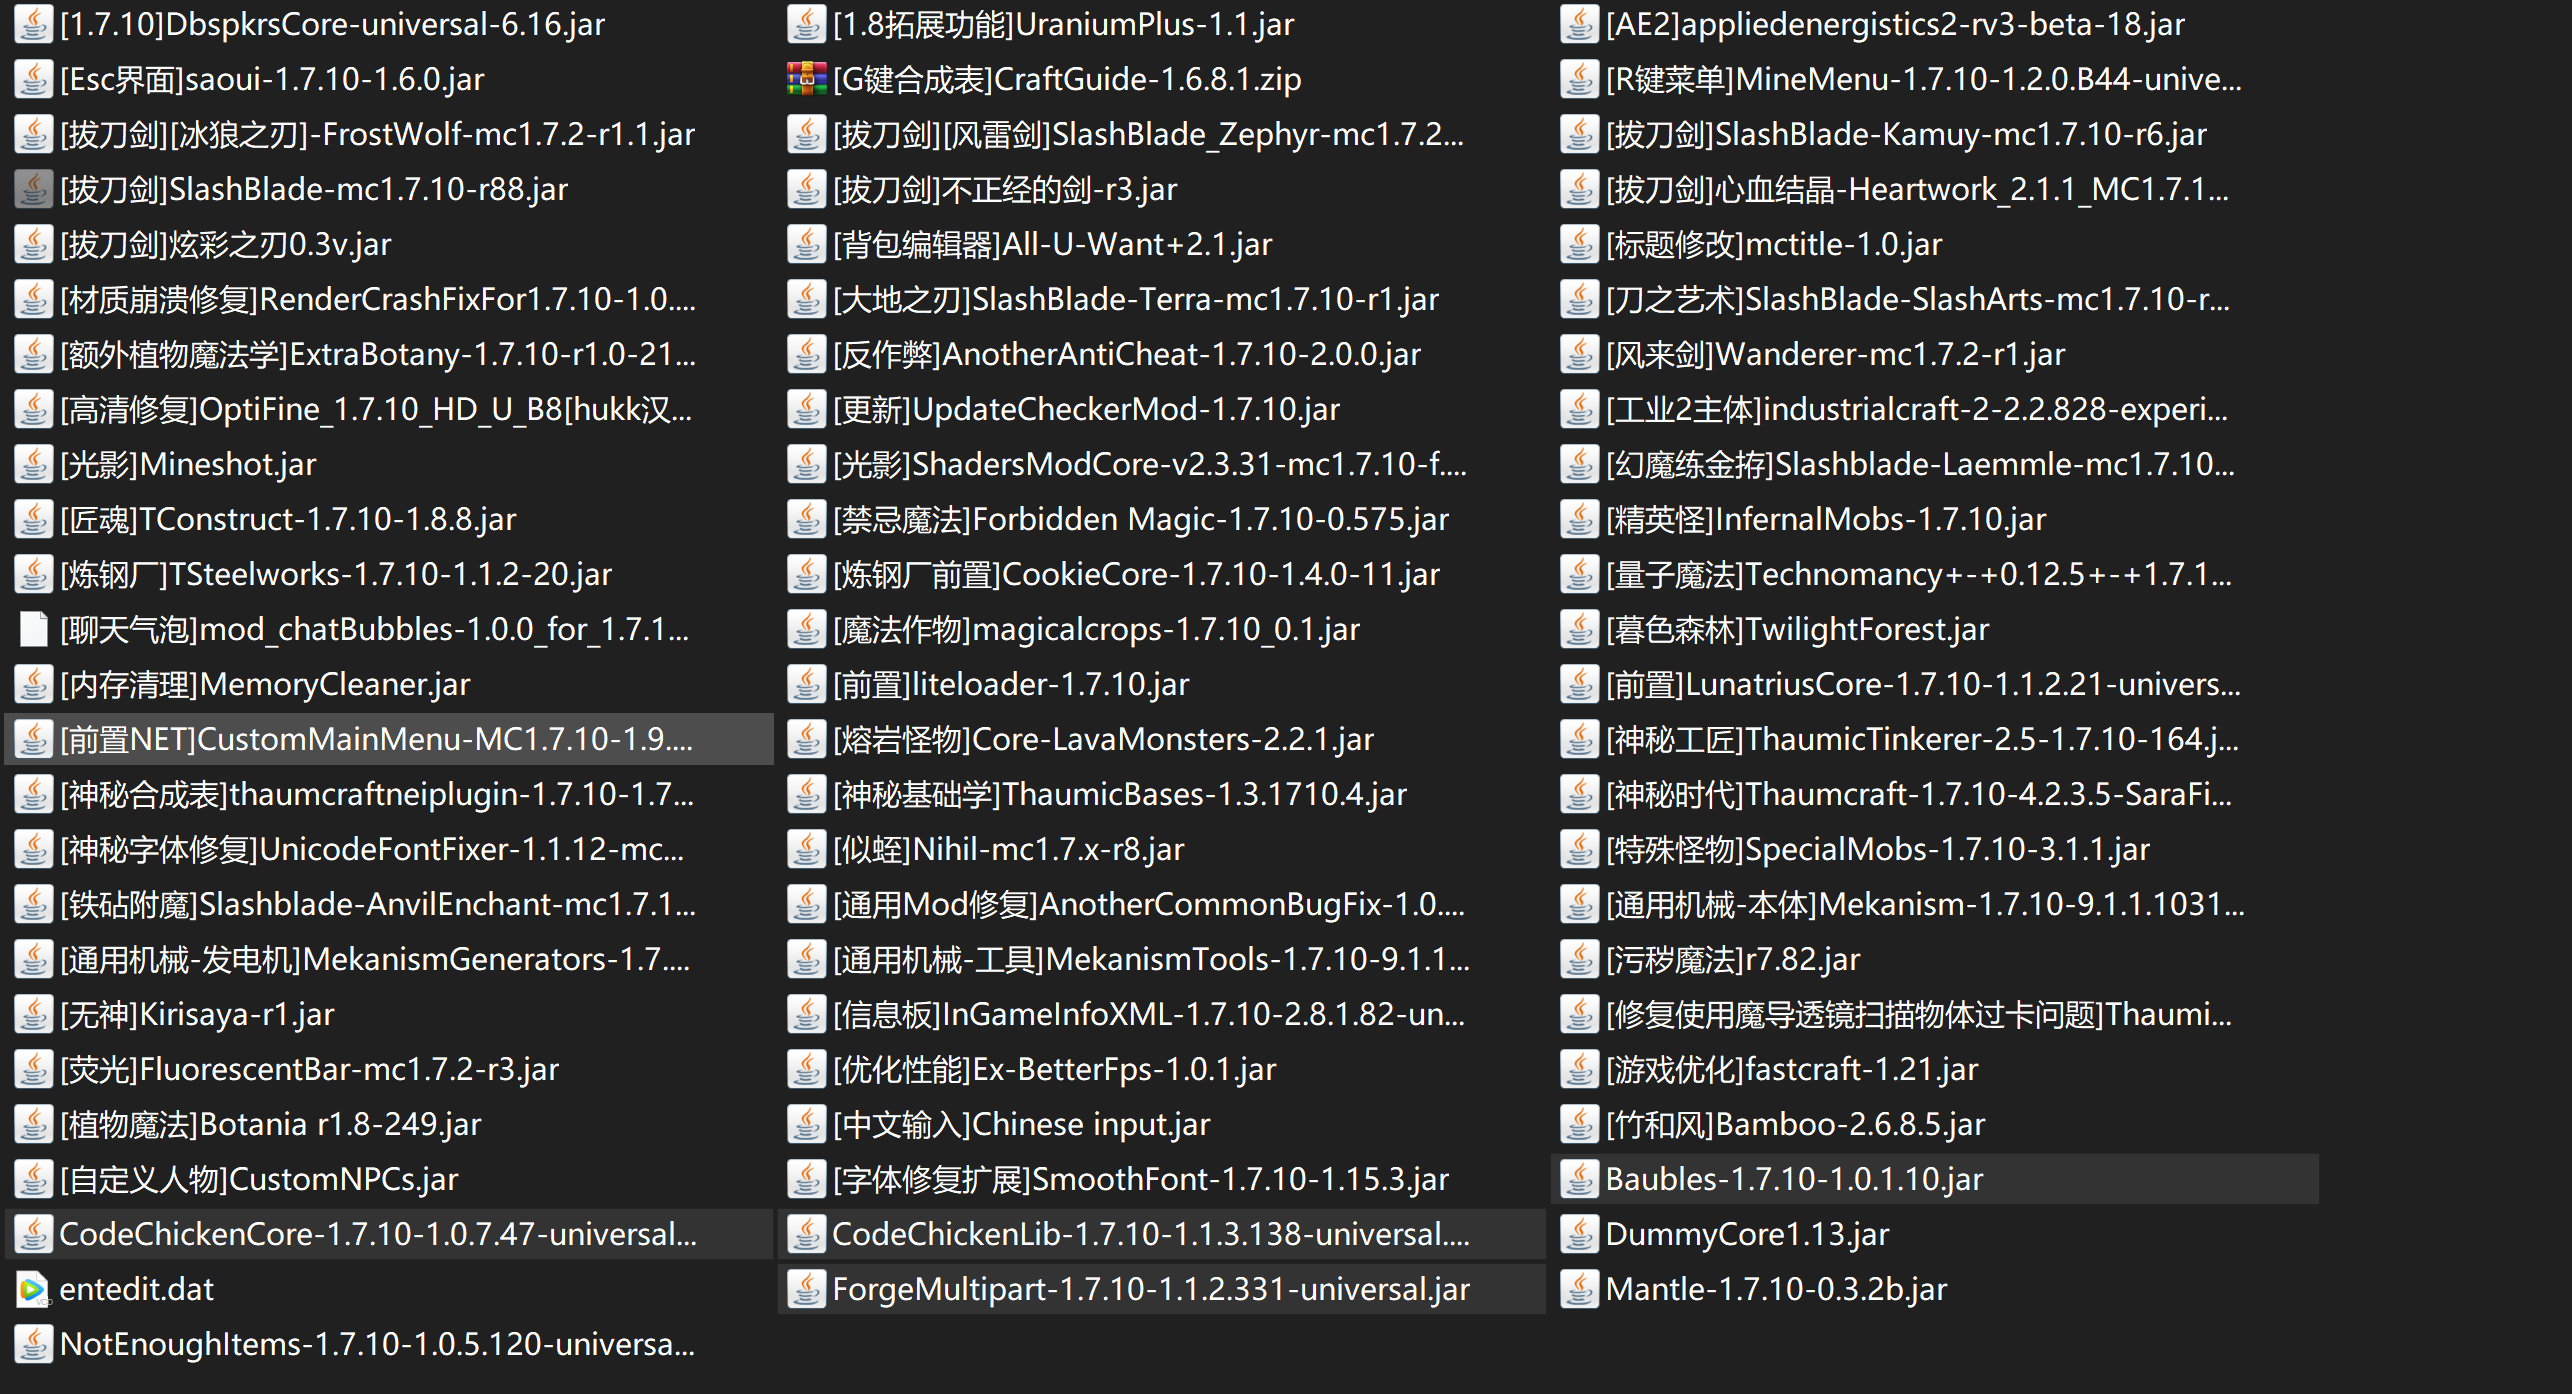 [1.7.10]DbspkrsCore-universal-6.16.jar
[1.8拓展功能]UraniumPlus-1.1.jar
[AE2]appliedenergistics2-rv3-beta-18.jar
[Esc界面]saoui-1.7.10-1.6.0.jar
[G键合成表]CraftGuide-1.6.8.1.zip
[R键菜单]MineMenu-1.7.10-1.2.0.B44-unive...
[拔刀剑][冰狼之刃]-FrostWolf-mc1.7.2-r1.1.jar
[拔刀剑][风雷剑]SlashBlade_Zephyr-mc1.7.2...
[拔刀剑]SlashBlade-Kamuy-mc1.7.10-r6.jar
[拔刀剑]SlashBlade-mc1.7.10-r88.jar
[拔刀剑]不正经的剑-r3.jar
[拔刀剑]心血结晶-Heartwork_2.1.1_MC1.7.1...
[拔刀剑]炫彩之刃0.3v.jar
[背包编辑器]All-U-Want+2.1.jar
[标题修改]mctitle-1.0.jar
[材质崩溃修复]RenderCrashFixFor1.7.10-1.0....
[大地之刃]SlashBlade-Terra-mc1.7.10-r1.jar
[刀之艺术]SlashBlade-SlashArts-mc1.7.10-r...
[额外植物魔法学]ExtraBotany-1.7.10-r1.0-21...
[反作弊]AnotherAntiCheat-1.7.10-2.0.0.jar
[风来剑]Wanderer-mc1.7.2-r1.jar
[高清修复]OptiFine_1.7.10_HD_U_B8[hukk汉...
[更新]UpdateCheckerMod-1.7.10.jar
[工业2主体]industrialcraft-2-2.2.828-experi...
[光影]Mineshot.jar
[光影]ShadersModCore-v2.3.31-mc1.7.10-f....
[幻魔练金拵]Slashblade-Laemmle-mc1.7.10...
[匠魂]TConstruct-1.7.10-1.8.8.jar
[禁忌魔法]Forbidden Magic-1.7.10-0.575.jar
[精英怪]InfernalMobs-1.7.10.jar
[炼钢厂]TSteelworks-1.7.10-1.1.2-20.jar
[炼钢厂前置]CookieCore-1.7.10-1.4.0-11.jar
[量子魔法]Technomancy+-+0.12.5+-+1.7.1...
[聊天气泡]mod_chatBubbles-1.0.0_for_1.7.1...
[魔法作物]magicalcrops-1.7.10_0.1.jar
[暮色森林]TwilightForest.jar
[内存清理]MemoryCleaner.jar
[前置]liteloader-1.7.10.jar
[前置]LunatriusCore-1.7.10-1.1.2.21-univers...
[前置NET]CustomMainMenu-MC1.7.10-1.9....
[熔岩怪物]Core-LavaMonsters-2.2.1.jar
[神秘工匠]ThaumicTinkerer-2.5-1.7.10-164.j...
[神秘合成表]thaumcraftneiplugin-1.7.10-1.7...
[神秘基础学]ThaumicBases-1.3.1710.4.jar
[神秘时代]Thaumcraft-1.7.10-4.2.3.5-SaraFi...
[神秘字体修复]UnicodeFontFixer-1.1.12-mc...
[似蛭]Nihil-mc1.7.x-r8.jar
[特殊怪物]SpecialMobs-1.7.10-3.1.1.jar
[铁砧附魔]Slashblade-AnvilEnchant-mc1.7.1...
[通用Mod修复]AnotherCommonBugFix-1.0....
[通用机械-本体]Mekanism-1.7.10-9.1.1.1031...
[通用机械-发电机]MekanismGenerators-1.7....
[通用机械-工具]MekanismTools-1.7.10-9.1.1...
[污秽魔法]r7.82.jar
[无神]Kirisaya-r1.jar
[信息板]InGameInfoXML-1.7.10-2.8.1.82-un...
[修复使用魔导透镜扫描物体过卡问题]Thaumi...
[荧光]FluorescentBar-mc1.7.2-r3.jar
[优化性能]Ex-BetterFps-1.0.1.jar
[游戏优化]fastcraft-1.21.jar
[植物魔法]Botania r1.8-249.jar
[中文输入]Chinese input.jar
[竹和风]Bamboo-2.6.8.5.jar
[自定义人物]CustomNPCs.jar
[字体修复扩展]SmoothFont-1.7.10-1.15.3.jar
Baubles-1.7.10-1.0.1.10.jar
CodeChickenCore-1.7.10-1.0.7.47-universal...
CodeChickenLib-1.7.10-1.1.3.138-universal....
DummyCore1.13.jar
entedit.dat
ForgeMultipart-1.7.10-1.1.2.331-universal.jar
Mantle-1.7.10-0.3.2b.jar
NotEnoughItems-1.7.10-1.0.5.120-universa...